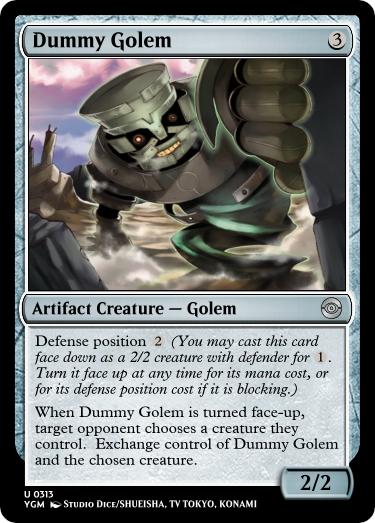 Dummy Golem 3
Artifact Creature — Golem
Defense position 2 (You may cast this card
face down as a 2/2 creature with defender for 1.
Turn it face up at any time for its mana cost, or
for its defense position cost if it is blocking.)
When Dummy Golem is turned face-up,
target opponent chooses a creature they
control. Exchange control of Dummy Golem
and the chosen creature.
2/2
U 0313
YGM Studio Dice/SHUEISHA, TV TOKYO, KONAMI